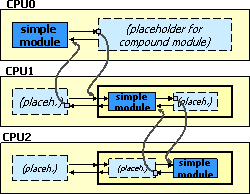 CPU0
simple
module
(placeholder for
compound module)
CPU1
(placeh.)
simple
module
(placeh.)
CPU2
(placeh.)
(placeh.)
simple
module